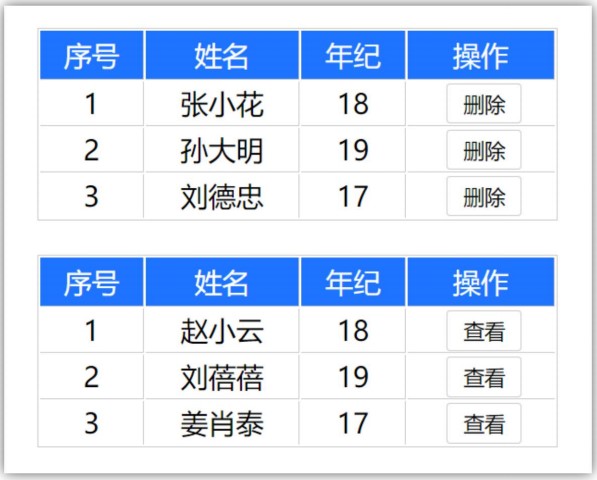 序号 姓名 年纪 操作
1 张小花 18 删除
2 孙大明 19 删除
3 刘德忠 17 删除
序号 姓名 年纪 操作
1 赵小云 18 查看
2 刘蓓蓓 19 查看
3 姜肖泰 17 查看